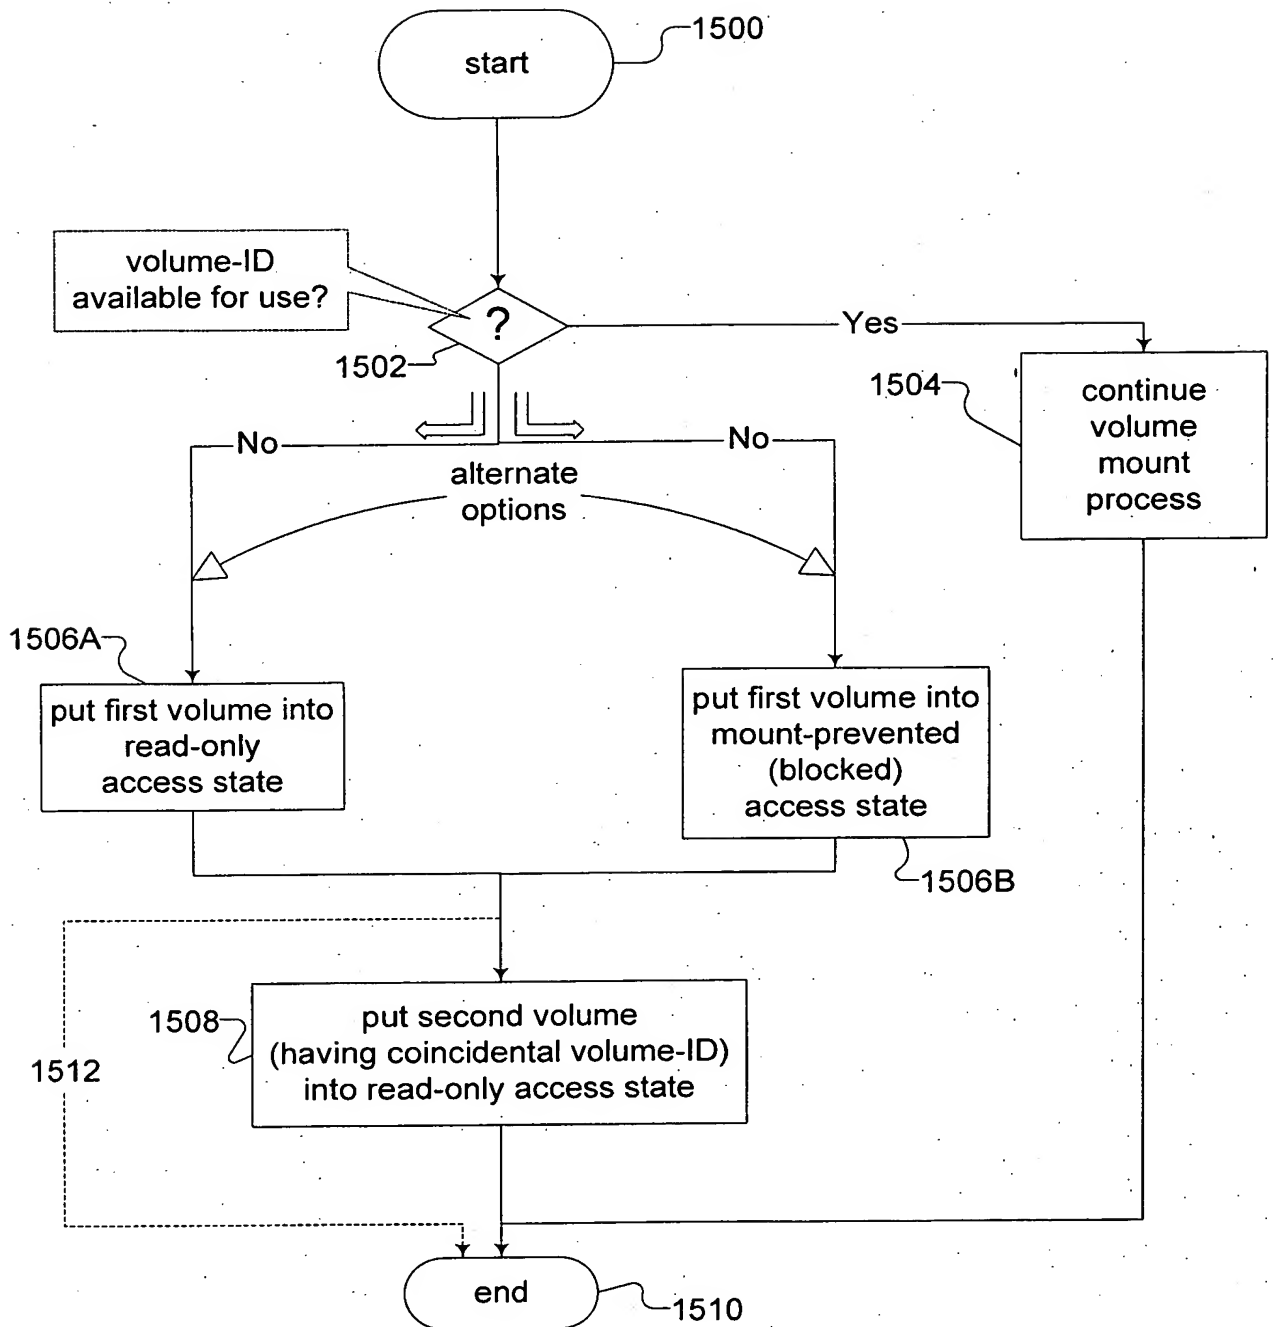 1500
start
volume-ID
available for use?
?
1502
Yes
1504
continue
volume
mount
process
No
No
alternate
options
1506A
put first volume into
read-only
access state
put first volume into
mount-prevented
(blocked)
access state
1506B
1508
put second volume
(having coincidental volume-ID)
into read-only access state
1512
end
1510